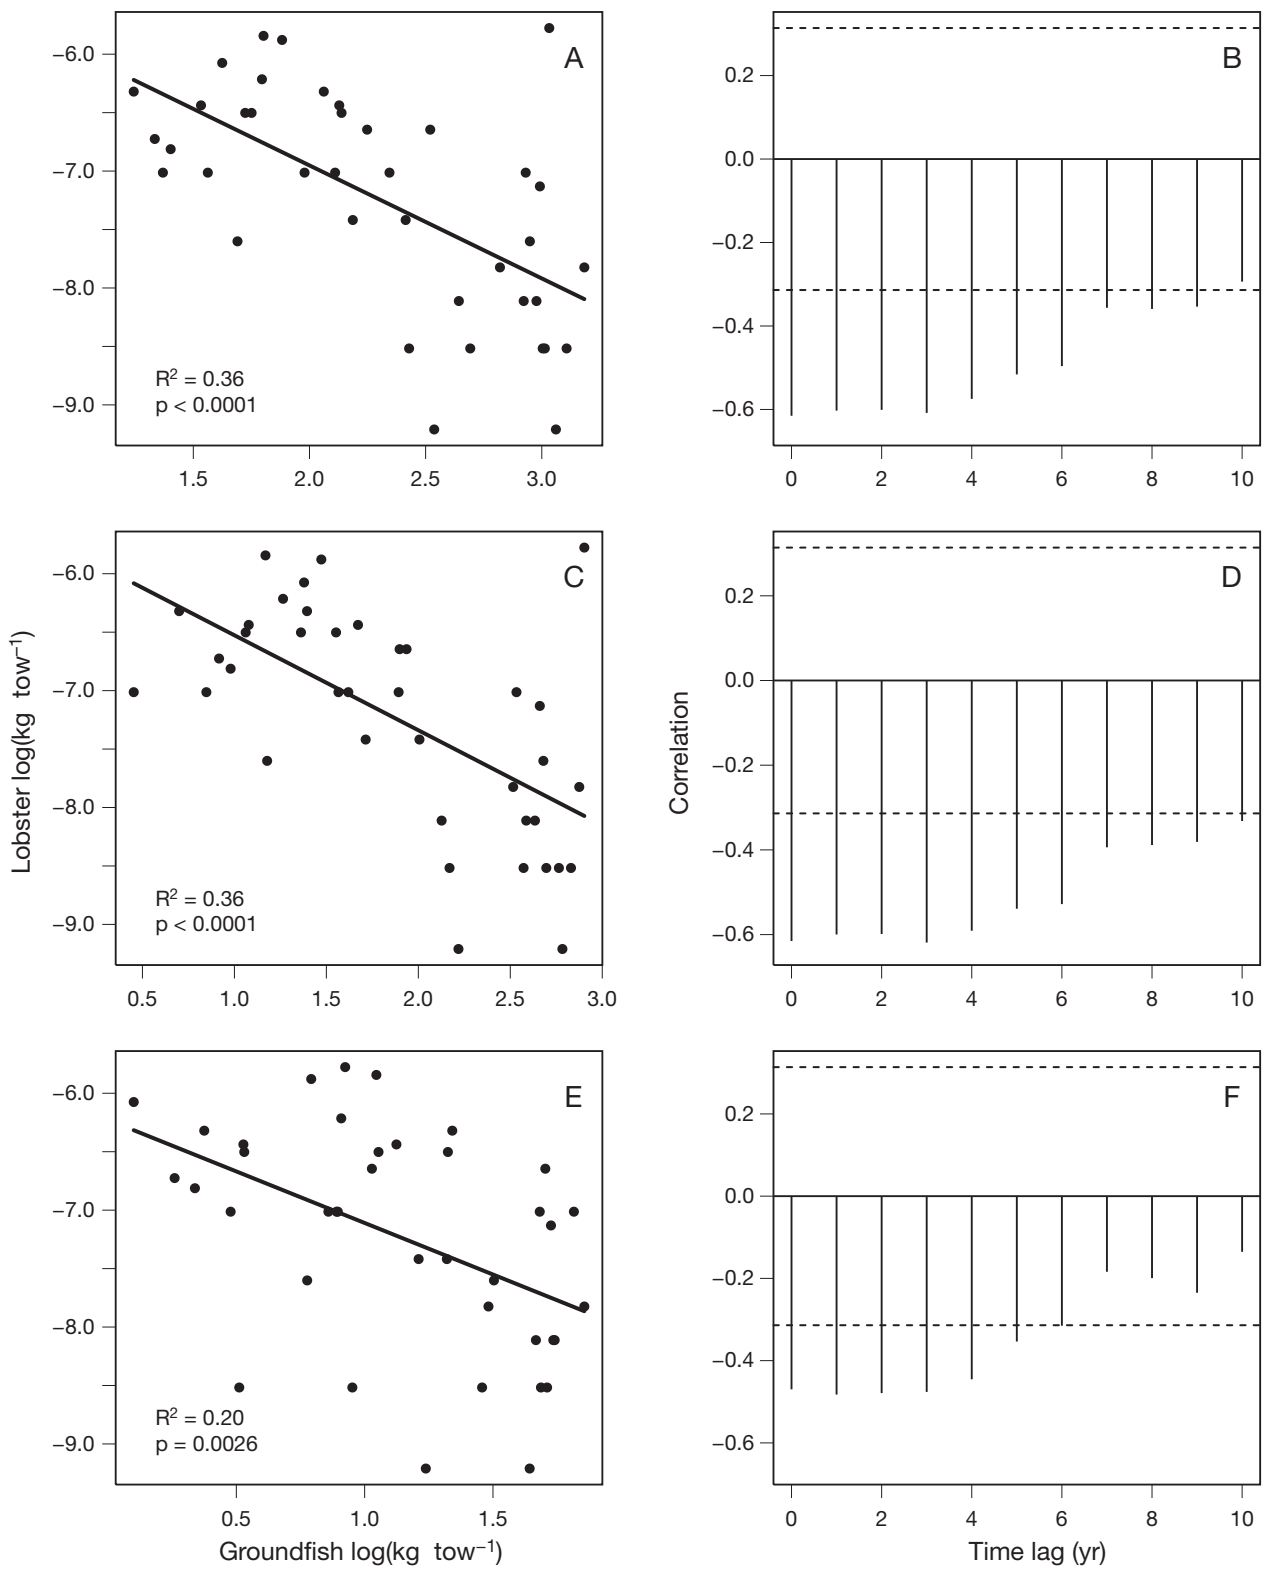 A
−6.0
−7.0
−8.0
−9.0
R² = 0.36
p < 0.0001
1.5 2.0 2.5 3.0
B
0.2
0.0
−0.2
−0.4
−0.6
0 2 4 6 8 10
C
−6.0
−7.0
−8.0
−9.0
R² = 0.36
p < 0.0001
0.5 1.0 1.5 2.0 2.5 3.0
Lobster log(kg tow⁻¹)
D
0.2
0.0
−0.2
−0.4
−0.6
0 2 4 6 8 10
Correlation
E
−6.0
−7.0
−8.0
−9.0
R² = 0.20
p = 0.0026
0.5 1.0 1.5
Groundfish log(kg tow⁻¹)
F
0.2
0.0
−0.2
−0.4
−0.6
0 2 4 6 8 10
Time lag (yr)